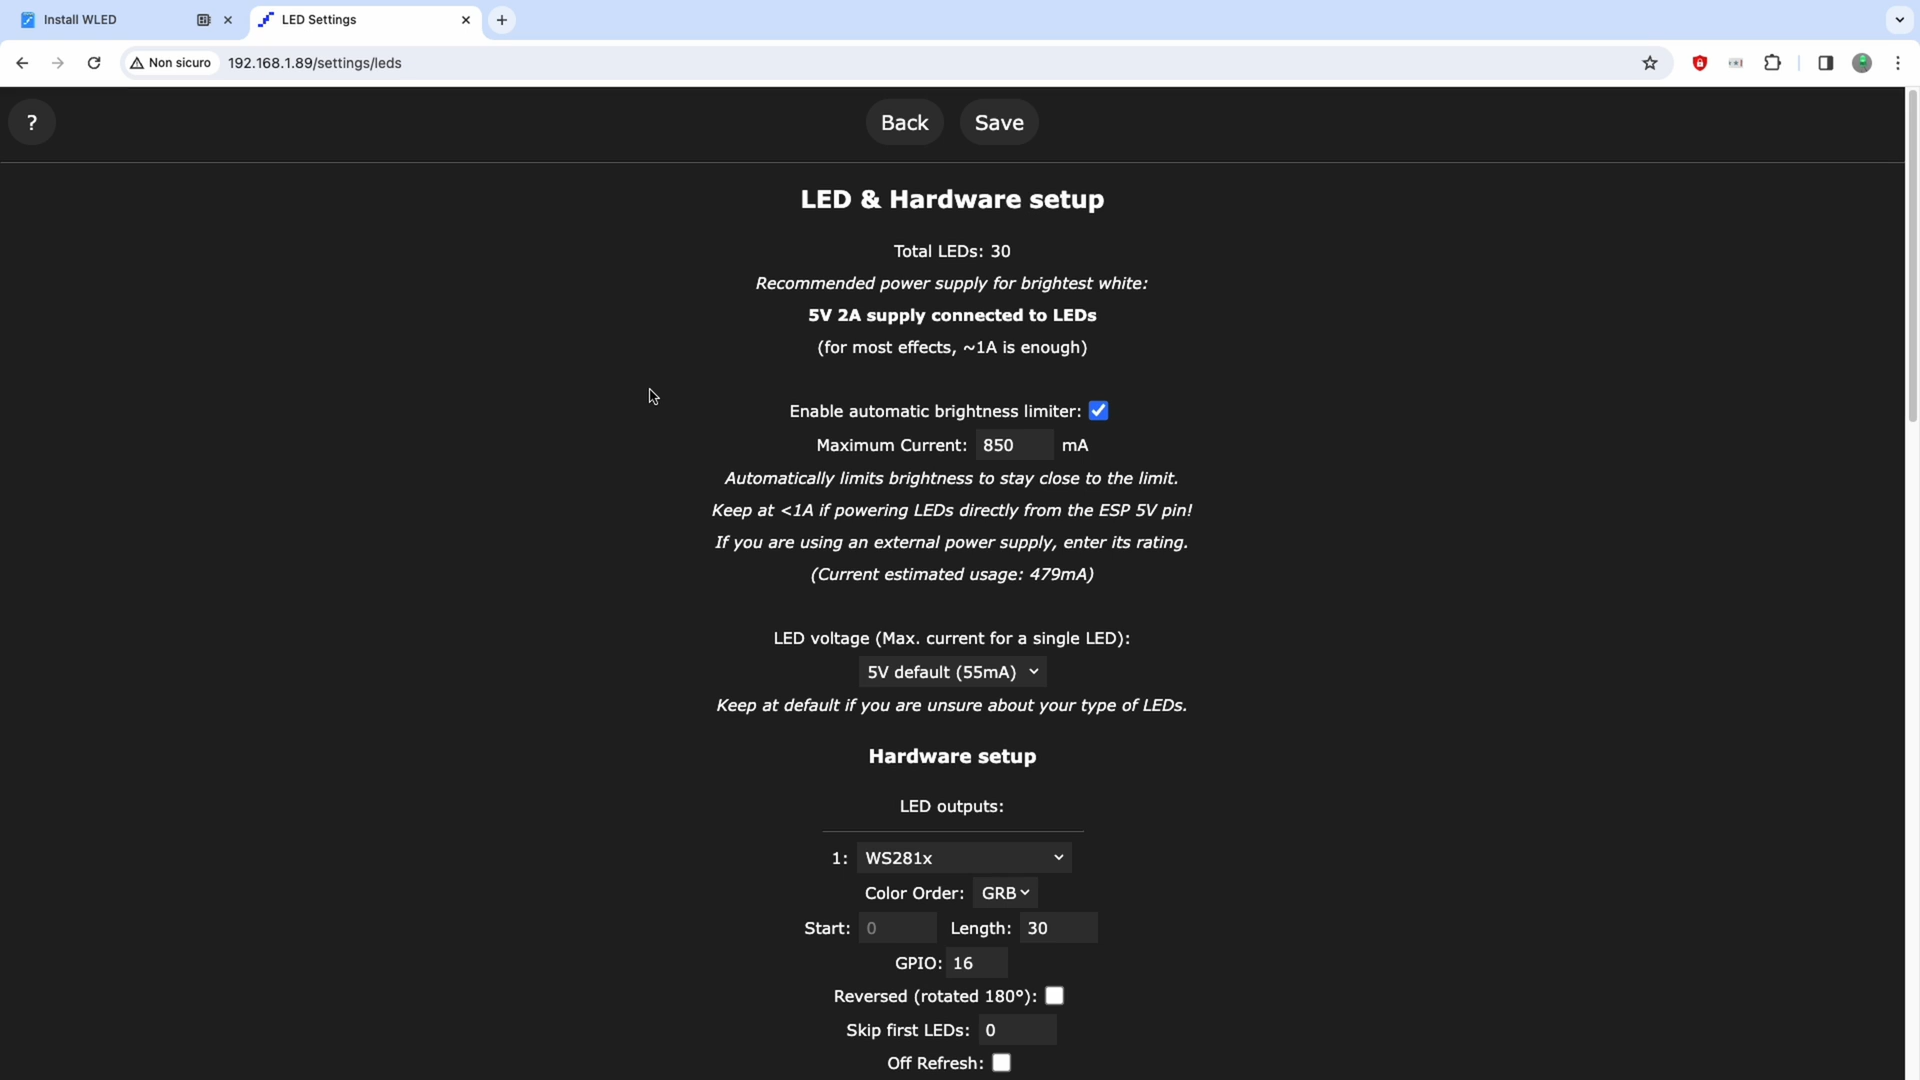 Install WLED
LED Settings
Non sicuro
192.168.1.89/settings/leds
?
Back
Save
LED & Hardware setup
Total LEDs: 30
Recommended power supply for brightest white:
5V 2A supply connected to LEDs
(for most effects, ~1A is enough)
Enable automatic brightness limiter:
Maximum Current: 850 mA
Automatically limits brightness to stay close to the limit.
Keep at <1A if powering LEDs directly from the ESP 5V pin!
If you are using an external power supply, enter its rating.
(Current estimated usage: 479mA)
LED voltage (Max. current for a single LED):
5V default (55mA)
Keep at default if you are unsure about your type of LEDs.
Hardware setup
LED outputs:
1: WS281x
Color Order: GRB
Start: 0 Length: 30
GPIO: 16
Reversed (rotated 180°):
Skip first LEDs: 0
Off Refresh: